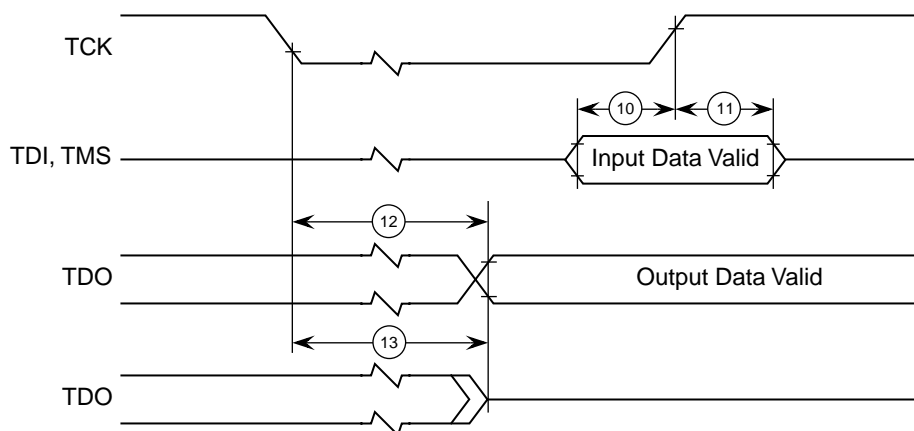 TCK
10
11
TDI, TMS
Input Data Valid
12
TDO
Output Data Valid
13
TDO